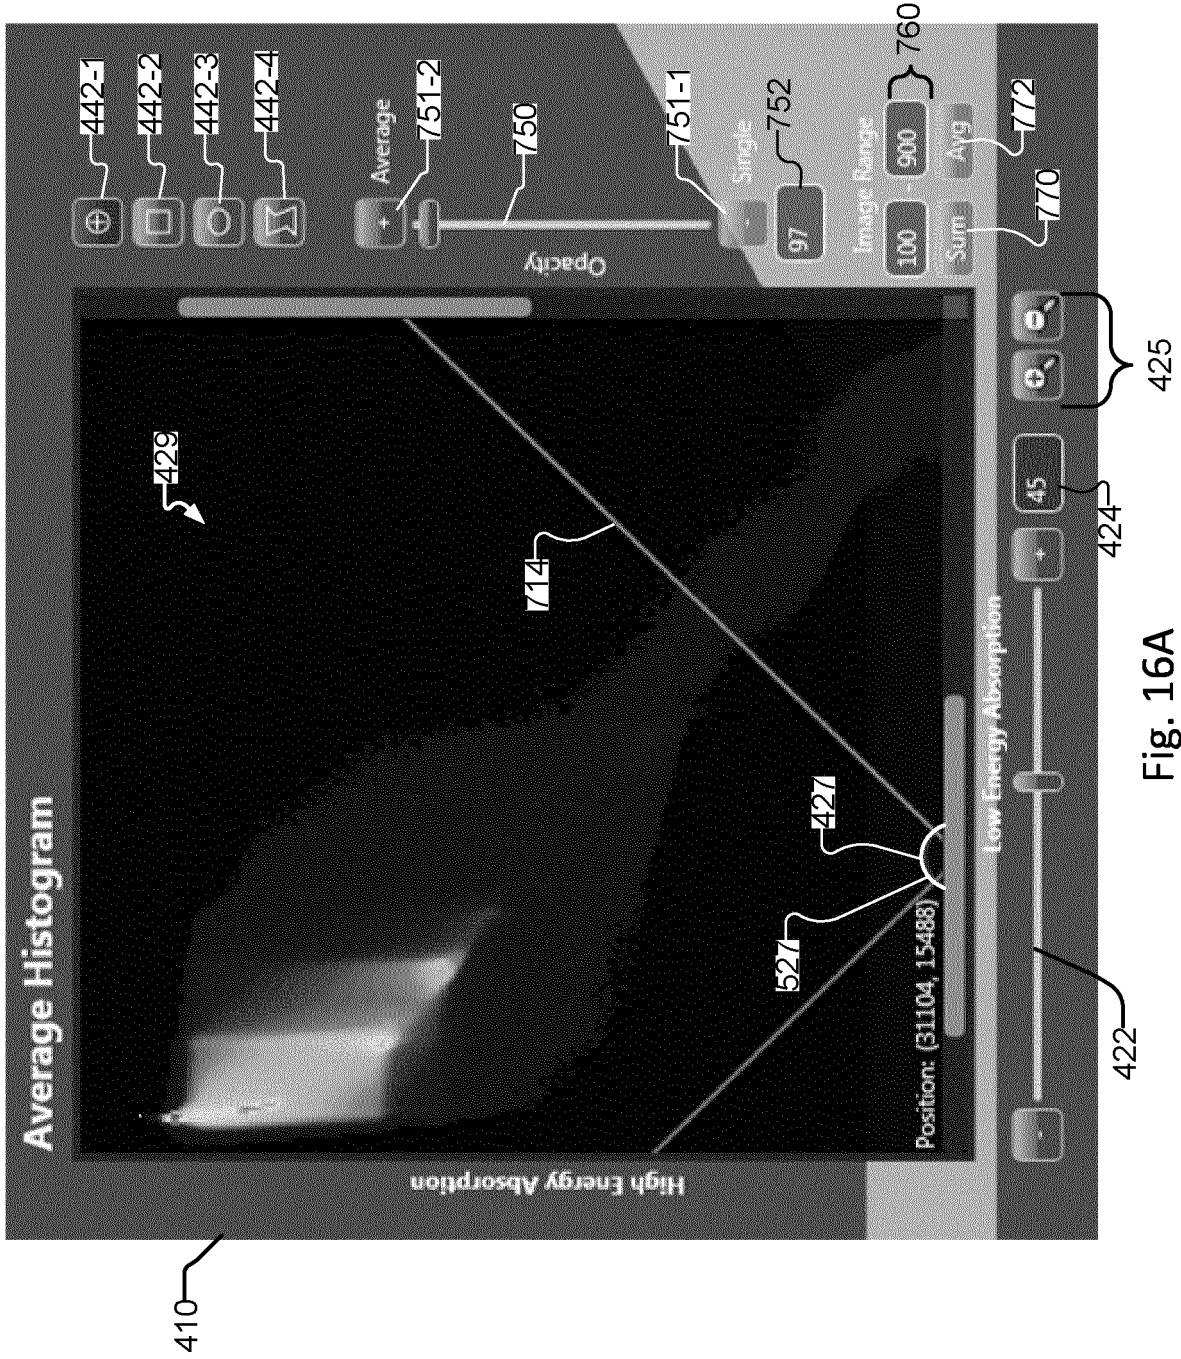 410
Average Histogram
442-1
442-2
442-3
442-4
Average
+
751-2
750
Opacity
751-1
-
Single
97
752
Image Range
100 - 900
760
Sum
Avg
770
772
429
714
427
527
High Energy Absorption
Position: (31104, 15488)
Low Energy Absorption
-
+
45
422
424
425
Fig. 16A